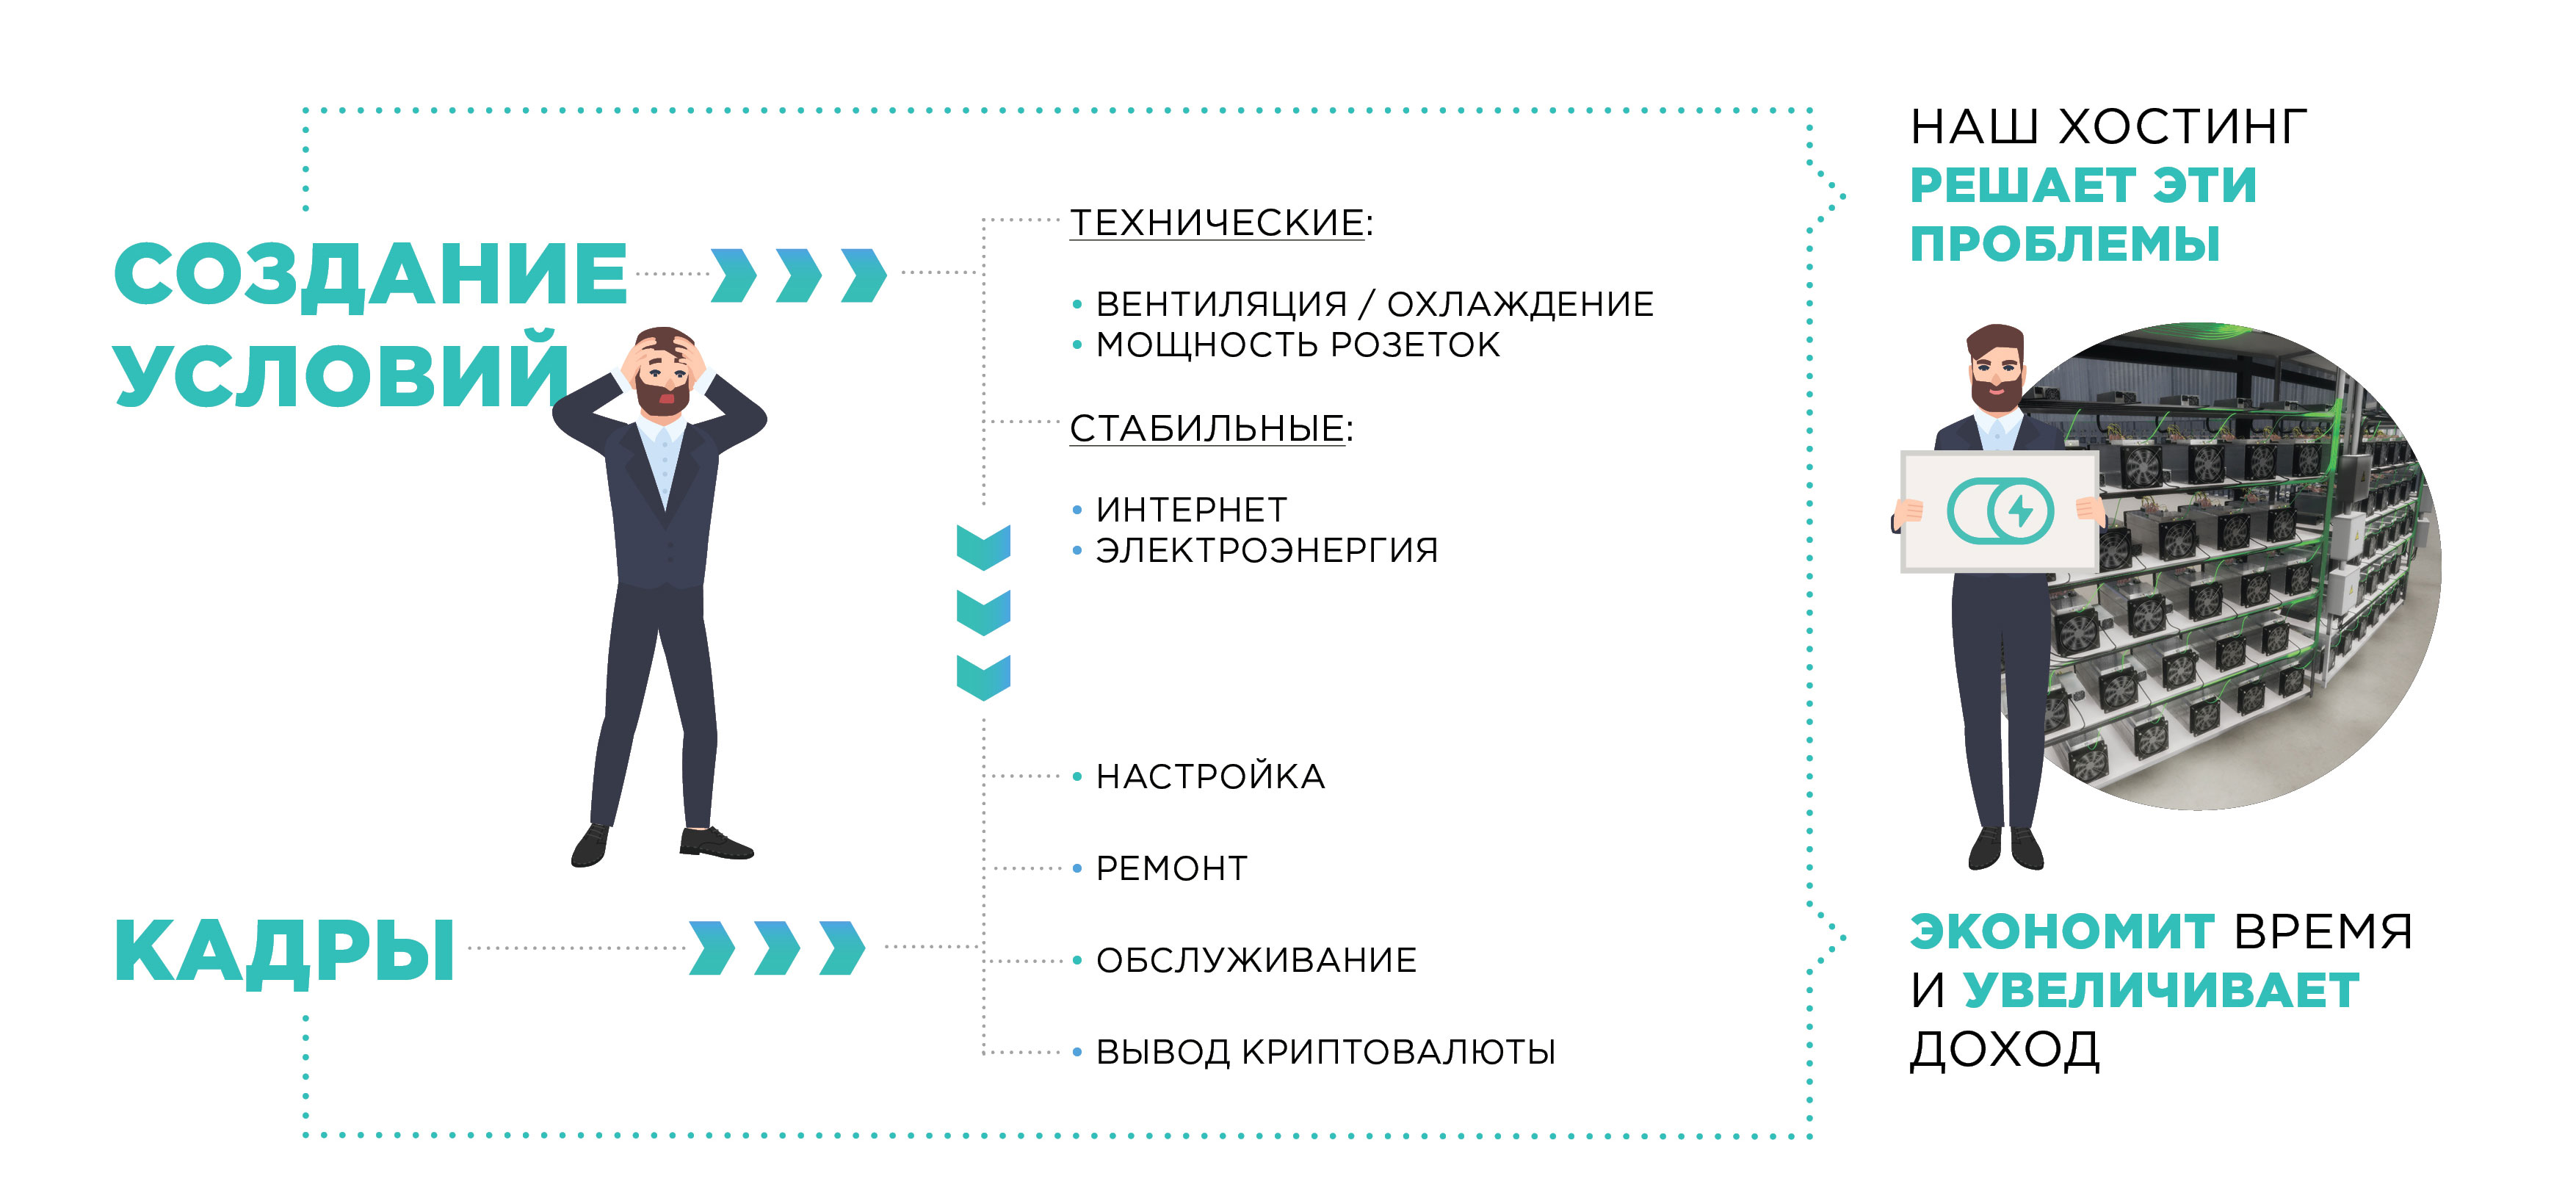 СОЗДАНИЕ
УСЛОВИЙ
ТЕХНИЧЕСКИЕ:
• ВЕНТИЛЯЦИЯ / ОХЛАЖДЕНИЕ
• МОЩНОСТЬ РОЗЕТОК
СТАБИЛЬНЫЕ:
• ИНТЕРНЕТ
• ЭЛЕКТРОЭНЕРГИЯ
КАДРЫ
• НАСТРОЙКА
• РЕМОНТ
• ОБСЛУЖИВАНИЕ
• ВЫВОД КРИПТОВАЛЮТЫ
НАШ ХОСТИНГ
РЕШАЕТ ЭТИ
ПРОБЛЕМЫ
ЭКОНОМИТ ВРЕМЯ
И УВЕЛИЧИВАЕТ
ДОХОД